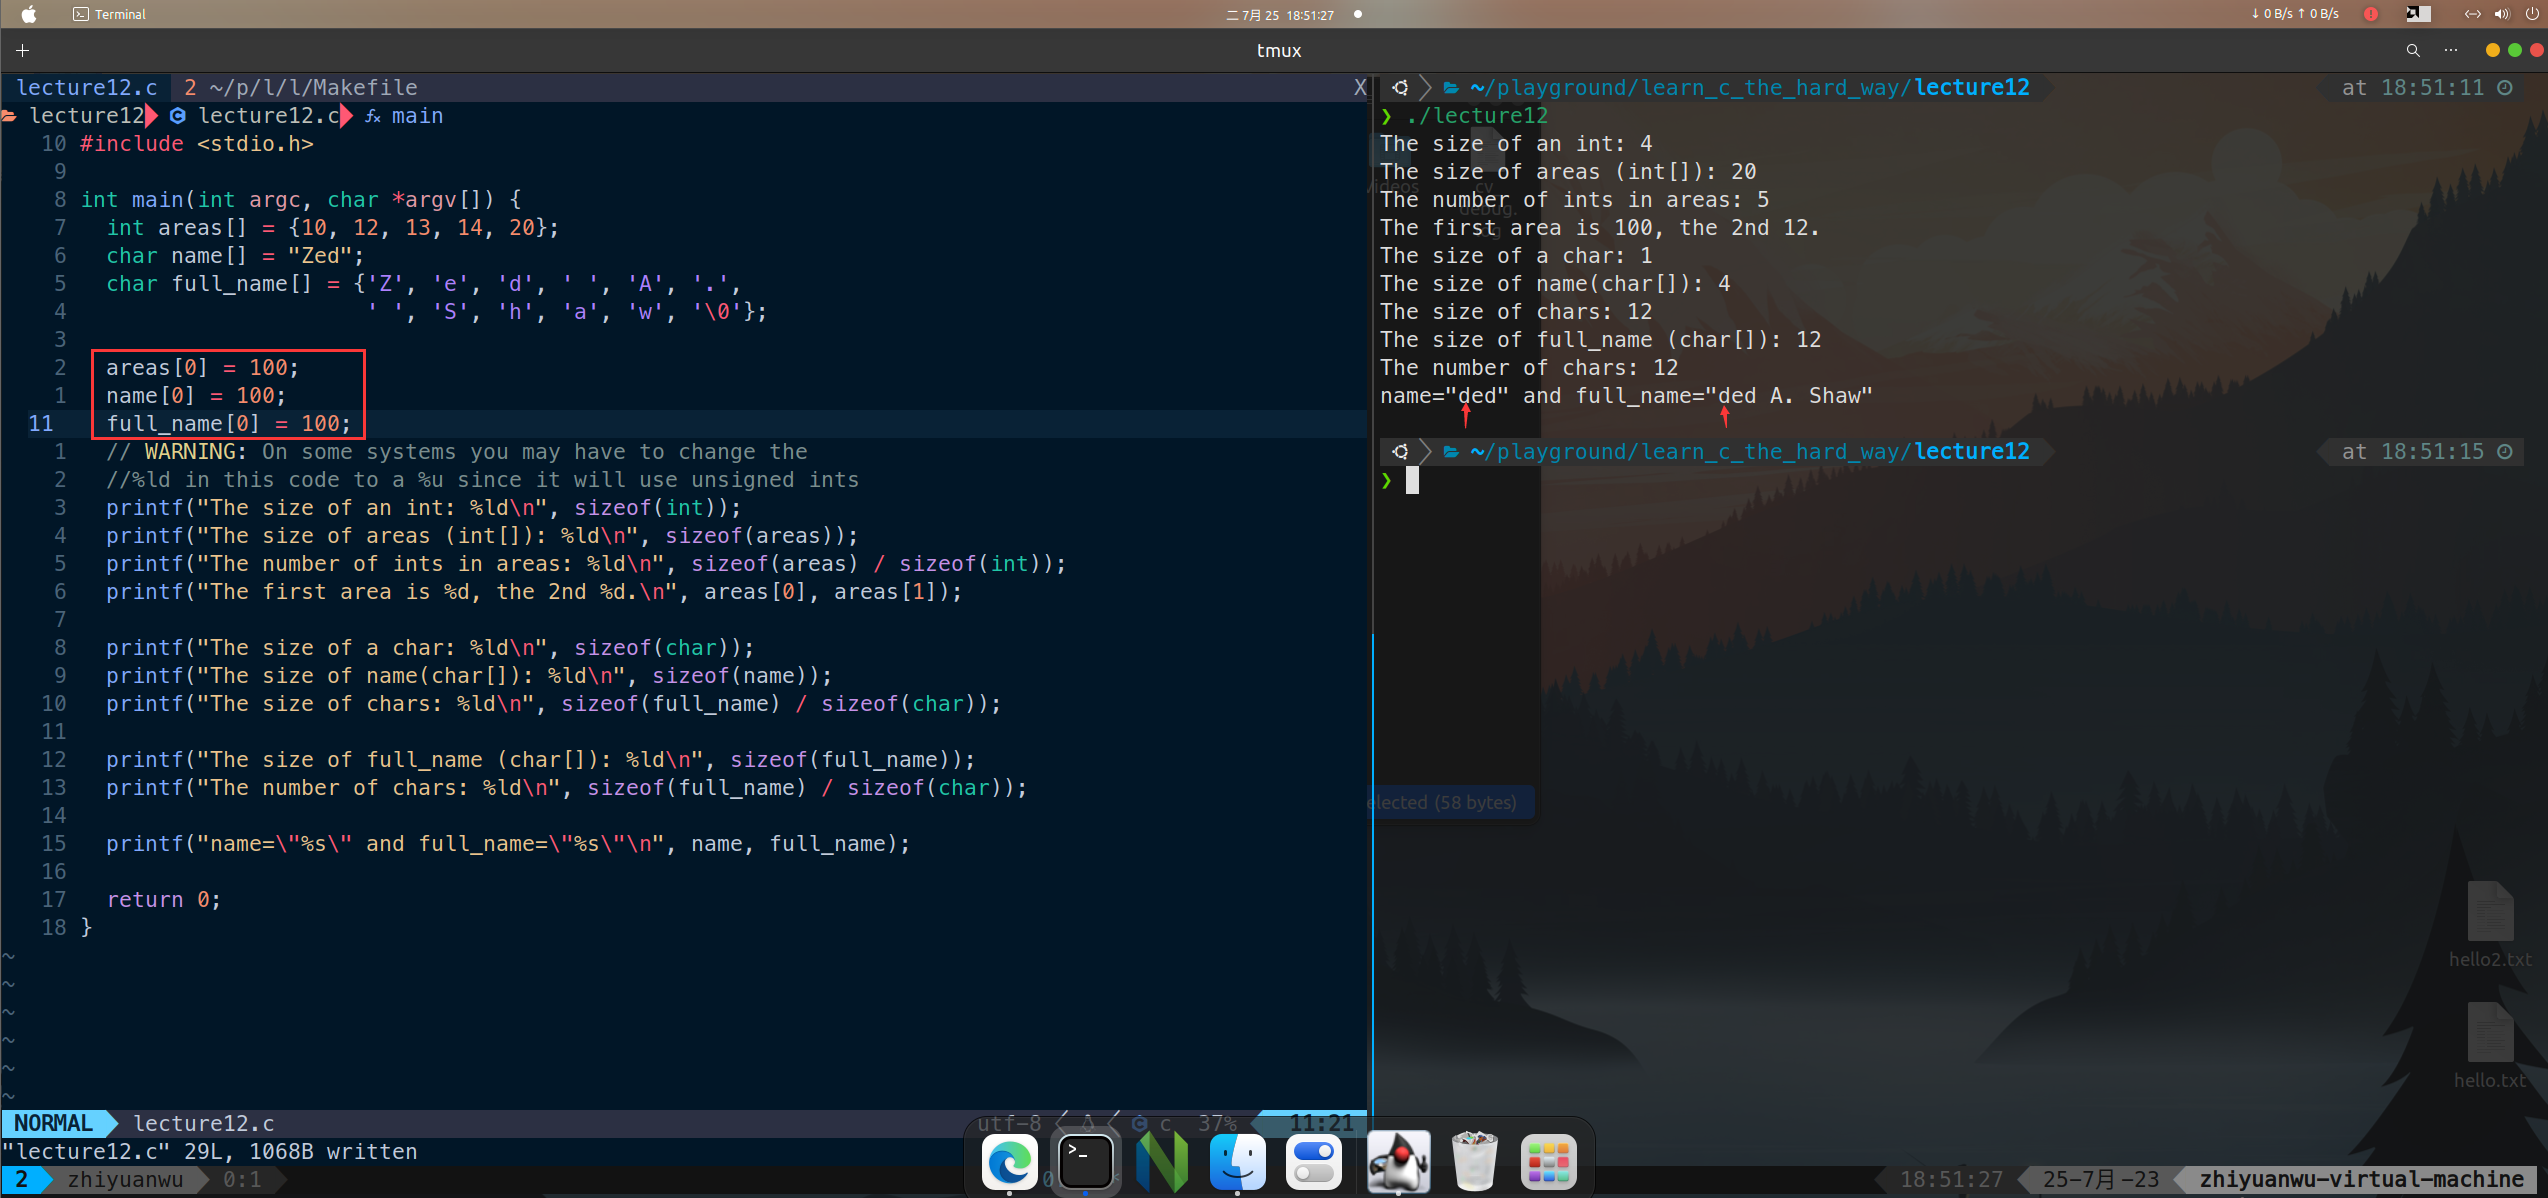 Terminal
二 7月 25 18:51:27
↓ 0 B/s ↑ 0 B/s
+
tmux
lecture12.c 2 ~/p/l/l/Makefile X
lecture12 lecture12.c main
10 #include <stdio.h>
9
8 int main(int argc, char *argv[]) {
7 int areas[] = {10, 12, 13, 14, 20};
6 char name[] = "Zed";
5 char full_name[] = {'Z', 'e', 'd', ' ', 'A', '.',
4 ' ', 'S', 'h', 'a', 'w', '\0'};
3
2 areas[0] = 100;
1 name[0] = 100;
11 full_name[0] = 100;
1 // WARNING: On some systems you may have to change the
2 //%ld in this code to a %u since it will use unsigned ints
3 printf("The size of an int: %ld\n", sizeof(int));
4 printf("The size of areas (int[]): %ld\n", sizeof(areas));
5 printf("The number of ints in areas: %ld\n", sizeof(areas) / sizeof(int));
6 printf("The first area is %d, the 2nd %d.\n", areas[0], areas[1]);
7
8 printf("The size of a char: %ld\n", sizeof(char));
9 printf("The size of name(char[]): %ld\n", sizeof(name));
10 printf("The size of chars: %ld\n", sizeof(full_name) / sizeof(char));
11
12 printf("The size of full_name (char[]): %ld\n", sizeof(full_name));
13 printf("The number of chars: %ld\n", sizeof(full_name) / sizeof(char));
14
15 printf("name=\"%s\" and full_name=\"%s\"\n", name, full_name);
16
17 return 0;
18 }
~
~
~
~
~
~
NORMAL lecture12.c utf-8 c 37% 11:21
"lecture12.c" 29L, 1068B written
2 zhiyuanwu 0:1
~/playground/learn_c_the_hard_way/lecture12 at 18:51:11
❯ ./lecture12
The size of an int: 4
The size of areas (int[]): 20
The number of ints in areas: 5
The first area is 100, the 2nd 12.
The size of a char: 1
The size of name(char[]): 4
The size of chars: 12
The size of full_name (char[]): 12
The number of chars: 12
name="ded" and full_name="ded A. Shaw"
~/playground/learn_c_the_hard_way/lecture12 at 18:51:15
❯
Videos
cv
debug.
elected (58 bytes)
hello2.txt
hello.txt
18:51:27 25-7月-23 zhiyuanwu-virtual-machine